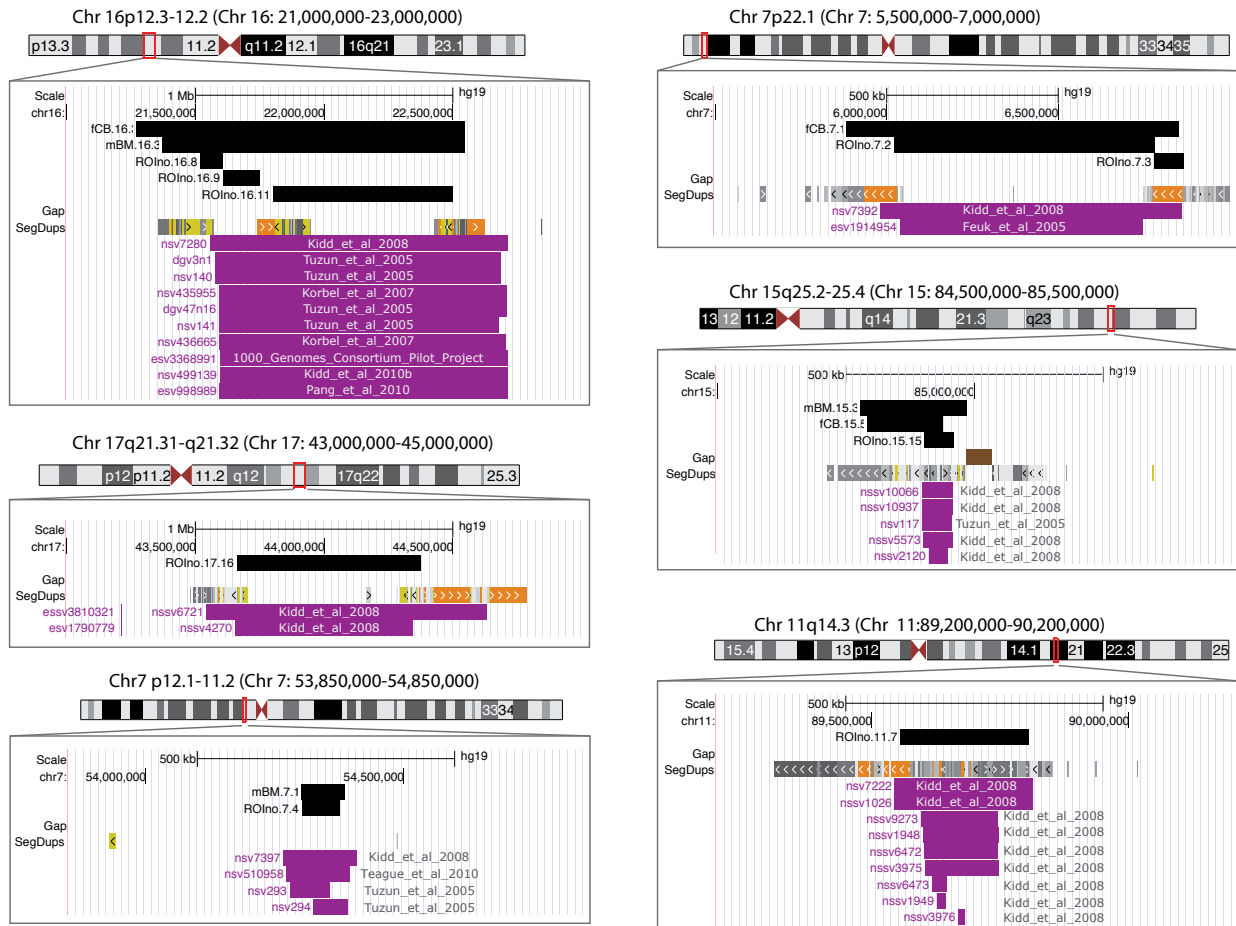 Chr 16p12.3-12.2 (Chr 16: 21,000,000-23,000,000)
p13.3 11.2 q11.2 12.1 16q21 23.1
Scale 1 Mb hg19
chr16: 21,500,000 22,000,000 22,500,000
mBM.16.3
ROIno.16.8
ROIno.16.9
ROIno.16.11
Gap
SegDups
nsv7280 Kidd_et_al_2008
dgv3n1 Tuzun_et_al_2005
nsv140 Tuzun_et_al_2005
nsv435955 Korbel_et_al_2007
dgv47n16 Tuzun_et_al_2005
nsv141 Tuzun_et_al_2005
nsv436665 Korbel_et_al_2007
esv3368991 1000_Genomes_Consortium_Pilot_Project
nsv499139 Kidd_et_al_2010b
esv998989 Pang_et_al_2010
Chr 17q21.31-q21.32 (Chr 17: 43,000,000-45,000,000)
p12 p11.2 11.2 q12 17q22 25.3
Scale 1 Mb hg19
chr17: 43,500,000 44,000,000 44,500,000
ROIno.17.16
Gap
SegDups
essv3810321 nssv6721 Kidd_et_al_2008
esv1790779 nssv4270 Kidd_et_al_2008
Chr7 p12.1-11.2 (Chr 7: 53,850,000-54,850,000)
33 34
Scale 500 kb hg19
chr7: 54,000,000 54,500,000
mBM.7.1
ROIno.7.4
Gap
SegDups
nsv7397 Kidd_et_al_2008
nsv510958 Teague_et_al_2010
nsv293 Tuzun_et_al_2005
nsv294 Tuzun_et_al_2005
Chr 7p22.1 (Chr 7: 5,500,000-7,000,000)
33 34 35
Scale 500 kb hg19
chr7: 6,000,000 6,500,000
fCB.7.1
ROIno.7.2
ROIno.7.3
Gap
SegDups
nsv7392 Kidd_et_al_2008
esv1914954 Feuk_et_al_2005
Chr 15q25.2-25.4 (Chr 15: 84,500,000-85,500,000)
13 12 11.2 q14 21.3 q23
Scale 500 kb hg19
chr15: 85,000,000
mBM.15.3
fCB.15.5
ROIno.15.15
Gap
SegDups
nssv10066 Kidd_et_al_2008
nssv10937 Kidd_et_al_2008
nsv117 Tuzun_et_al_2005
nssv5573 Kidd_et_al_2008
nssv2120 Kidd_et_al_2008
Chr 11q14.3 (Chr 11:89,200,000-90,200,000)
15.4 13 p12 14.1 21 22.3 25
Scale 500 kb hg19
chr11: 89,500,000 90,000,000
ROIno.11.7
Gap
SegDups
nsv7222 Kidd_et_al_2008
nssv1026 Kidd_et_al_2008
nssv9273 Kidd_et_al_2008
nssv1948 Kidd_et_al_2008
nssv6472 Kidd_et_al_2008
nssv3975 Kidd_et_al_2008
nssv6473 Kidd_et_al_2008
nssv1949 Kidd_et_al_2008
nssv3976 Kidd_et_al_2008